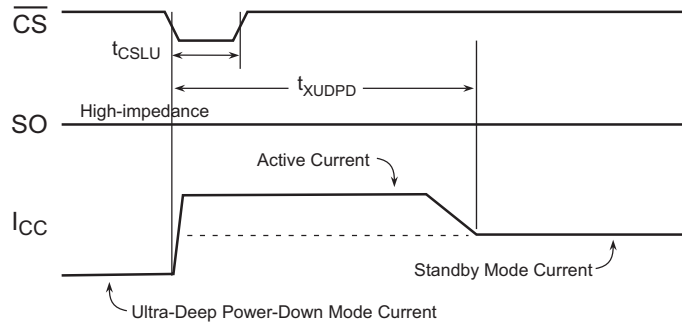 CS
tCSLU
tXUDPD
High-impedance
SO
Active Current
ICC
Standby Mode Current
Ultra-Deep Power-Down Mode Current